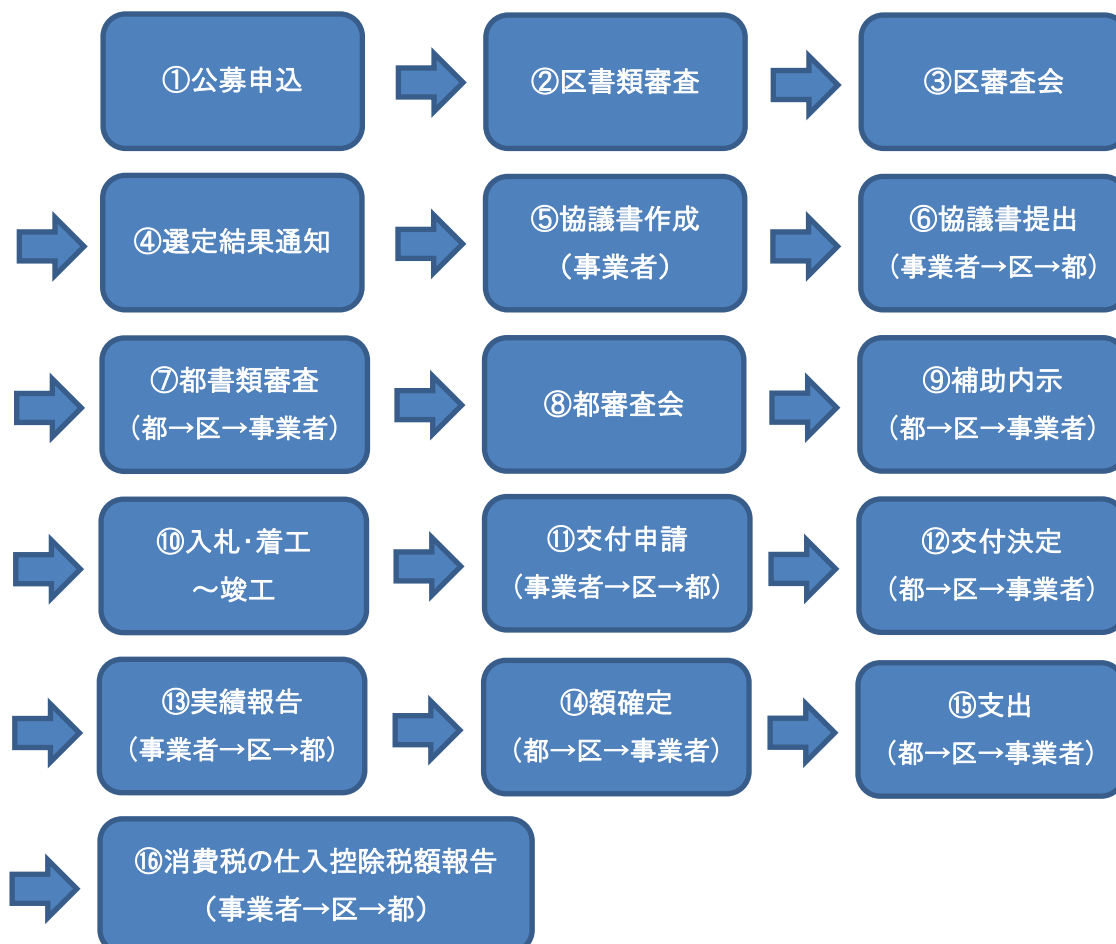 ①公募申込
②区書類審査
③区審査会
④選定結果通知
⑤協議書作成
（事業者）
⑥協議書提出
（事業者→区→都）
⑦都書類審査
（都→区→事業者）
⑧都審査会
⑨補助内示
（都→区→事業者）
⑩入札・着工
～竣工
⑪交付申請
（事業者→区→都）
⑫交付決定
（都→区→事業者）
⑬実績報告
（事業者→区→都）
⑭額確定
（都→区→事業者）
⑮支出
（都→区→事業者）
⑯消費税の仕入控除税額報告
（事業者→区→都）